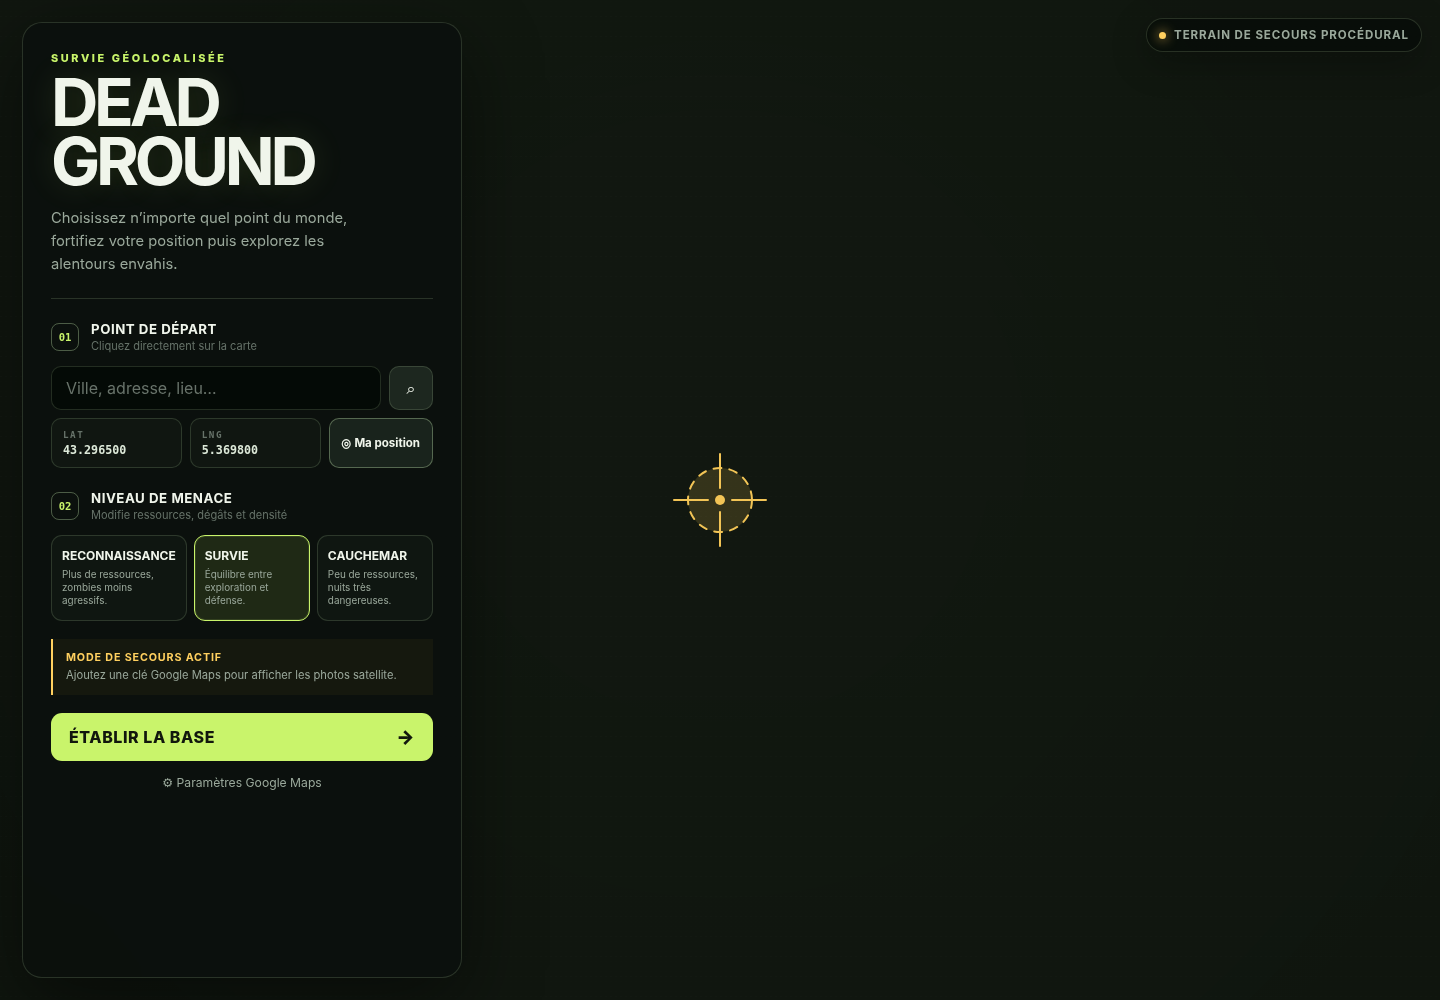 SURVIE GÉOLOCALISÉE
DEAD
GROUND
Choisissez n’importe quel point du monde,
fortifiez votre position puis explorez les
alentours envahis.
01
POINT DE DÉPART
Cliquez directement sur la carte
Ville, adresse, lieu...
⌕
LAT
43.296500
LNG
5.369800
◎ Ma position
02
NIVEAU DE MENACE
Modifie ressources, dégâts et densité
RECONNAISSANCE
Plus de ressources,
zombies moins
agressifs.
SURVIE
Équilibre entre
exploration et
défense.
CAUCHEMAR
Peu de ressources,
nuits très
dangereuses.
MODE DE SECOURS ACTIF
Ajoutez une clé Google Maps pour afficher les photos satellite.
ÉTABLIR LA BASE →
⚙ Paramètres Google Maps
TERRAIN DE SECOURS PROCÉDURAL